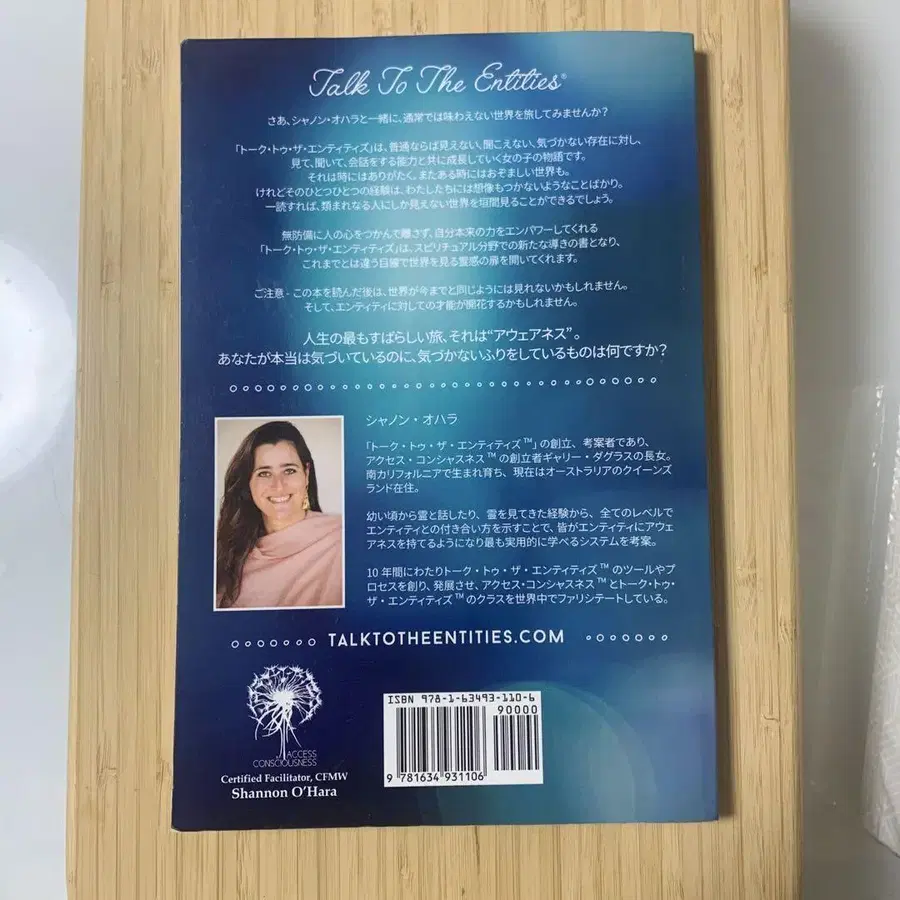 Talk To The Entities®
さあ、シャノン・オハラと一緒に、通常では味わえない世界を旅してみませんか?
「トーク・トゥ・ザ・エンティティズ」は、普通ならば見えない、聞こえない、気づかない存在に対し、
見て、聞いて、会話をする能力と共に成長していく女の子の物語です。
それは時にはありがたく、またある時にはおぞましい世界も。
けれどそのひとつひとつの経験は、わたしたちには想像もつかないようなことばかり。
一読すれば、類まれなる人にしか見えない世界を垣間見ることができるでしょう。
無防備に人の心をつかんで離さず、自分本来の力をエンパワーしてくれる
「トーク・トゥ・ザ・エンティティズ」は、スピリチュアル分野での新たな導きの書となり、
これまでとは違う目線で世界を見る霊感の扉を開いてくれます。
ご注意 - この本を読んだ後は、世界が今までと同じようには見れないかもしれません。
そして、エンティティに対しての才能が開花するかもしれません。
人生の最もすばらしい旅、それは“アウェアネス”。
あなたが本当は気づいているのに、気づかないふりをしているものは何ですか?
シャノン・オハラ
「トーク・トゥ・ザ・エンティティズ™」の創立、考案者であり、
アクセス・コンシャスネス™の創立者ギャリー・ダグラスの長女。
南カリフォルニアで生まれ育ち、現在はオーストラリアのクイーンズ
ランド在住。
幼い頃から霊と話したり、霊を見てきた経験から、全てのレベルで
エンティティとの付き合い方を示すことで、皆がエンティティにアウェ
アネスを持てるようになり最も実用的に学べるシステムを考案。
10年間にわたりトーク・トゥ・ザ・エンティティズ™のツールやプ
ロセスを創り、発展させ、アクセス・コンシャスネス™とトーク・トゥ・
ザ・エンティティズ™のクラスを世界中でファシリテートしている。
TALKTOTHEENTITIES.COM
ACCESS
CONSCIOUSNESS
Certified Facilitator, CFMW
Shannon O'Hara
ISBN 978-1-63493-110-6
90000
9 781634 931106